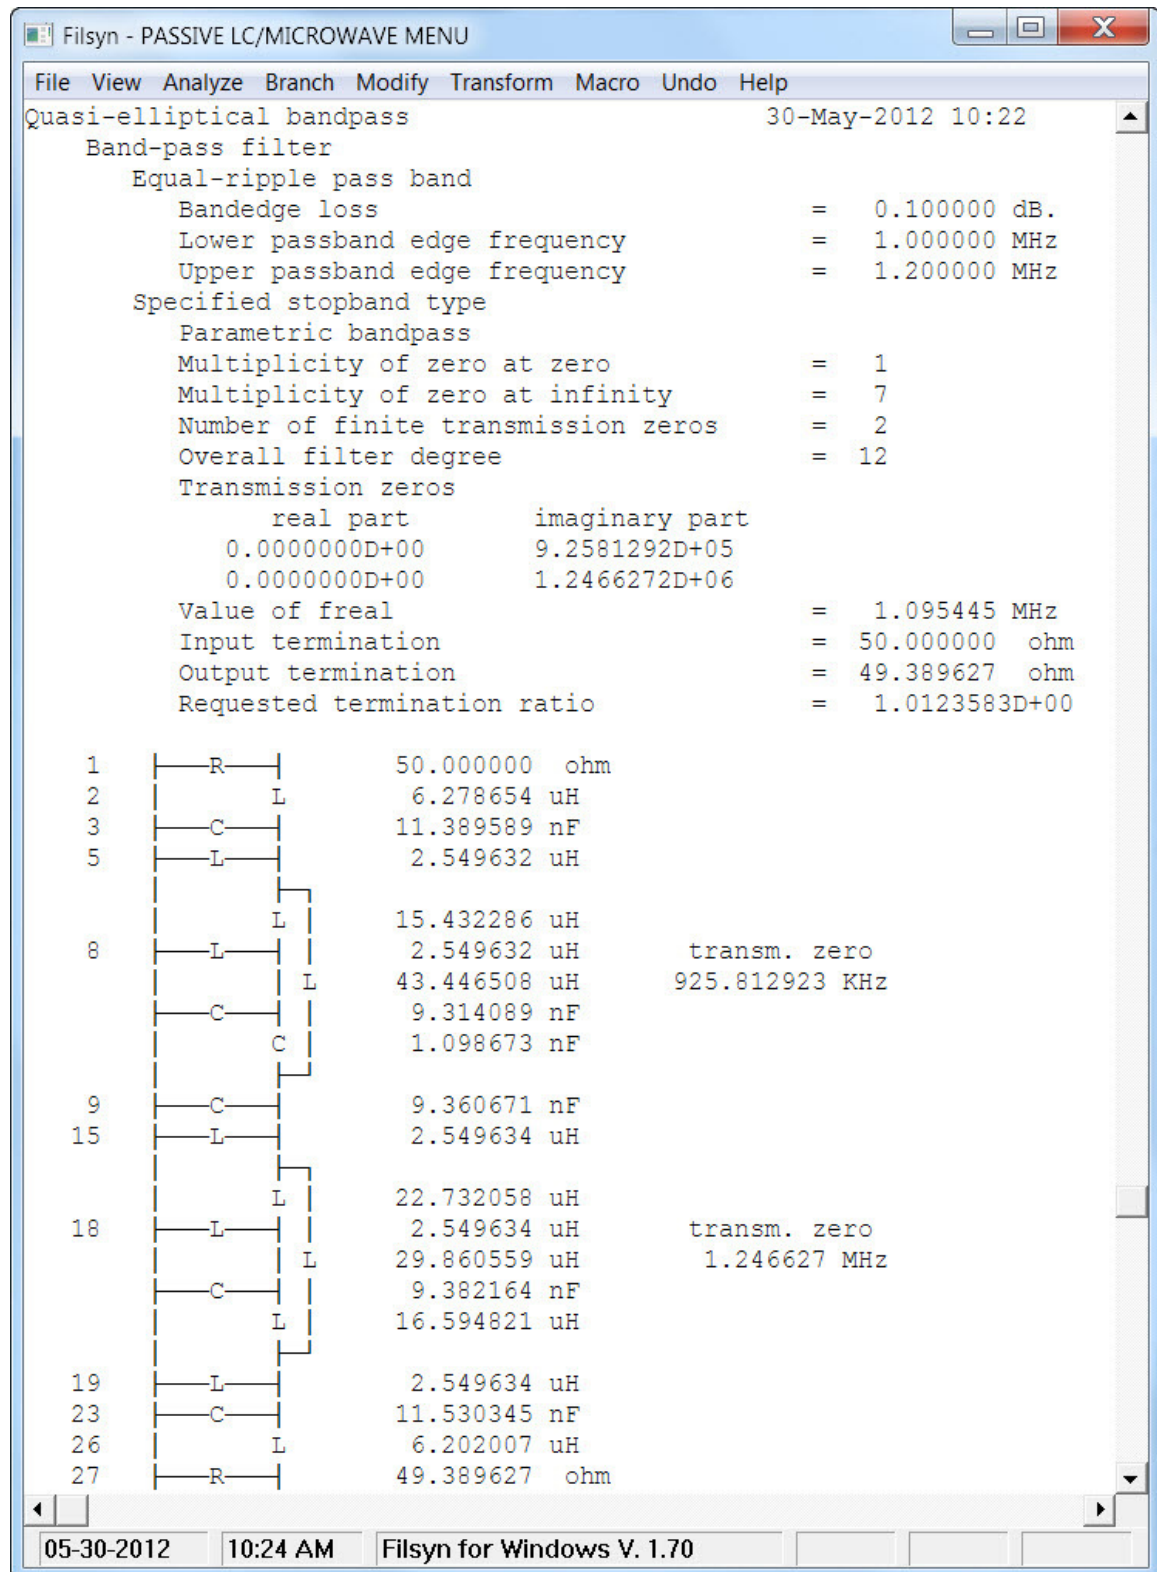 Filsyn - PASSIVE LC/MICROWAVE MENU
File View Analyze Branch Modify Transform Macro Undo Help
Quasi-elliptical bandpass 30-May-2012 10:22
Band-pass filter
Equal-ripple pass band
Bandedge loss = 0.100000 dB.
Lower passband edge frequency = 1.000000 MHz
Upper passband edge frequency = 1.200000 MHz
Specified stopband type
Parametric bandpass
Multiplicity of zero at zero = 1
Multiplicity of zero at infinity = 7
Number of finite transmission zeros = 2
Overall filter degree = 12
Transmission zeros
real part imaginary part
0.0000000D+00 9.2581292D+05
0.0000000D+00 1.2466272D+06
Value of freal = 1.095445 MHz
Input termination = 50.000000 ohm
Output termination = 49.389627 ohm
Requested termination ratio = 1.0123583D+00
1 R 50.000000 ohm
2 L 6.278654 uH
3 C 11.389589 nF
5 L 2.549632 uH
L 15.432286 uH
8 L 2.549632 uH transm. zero
L 43.446508 uH 925.812923 KHz
C 9.314089 nF
C 1.098673 nF
9 C 9.360671 nF
15 L 2.549634 uH
L 22.732058 uH
18 L 2.549634 uH transm. zero
L 29.860559 uH 1.246627 MHz
C 9.382164 nF
L 16.594821 uH
19 L 2.549634 uH
23 C 11.530345 nF
26 L 6.202007 uH
27 R 49.389627 ohm
05-30-2012 10:24 AM Filsyn for Windows V. 1.70